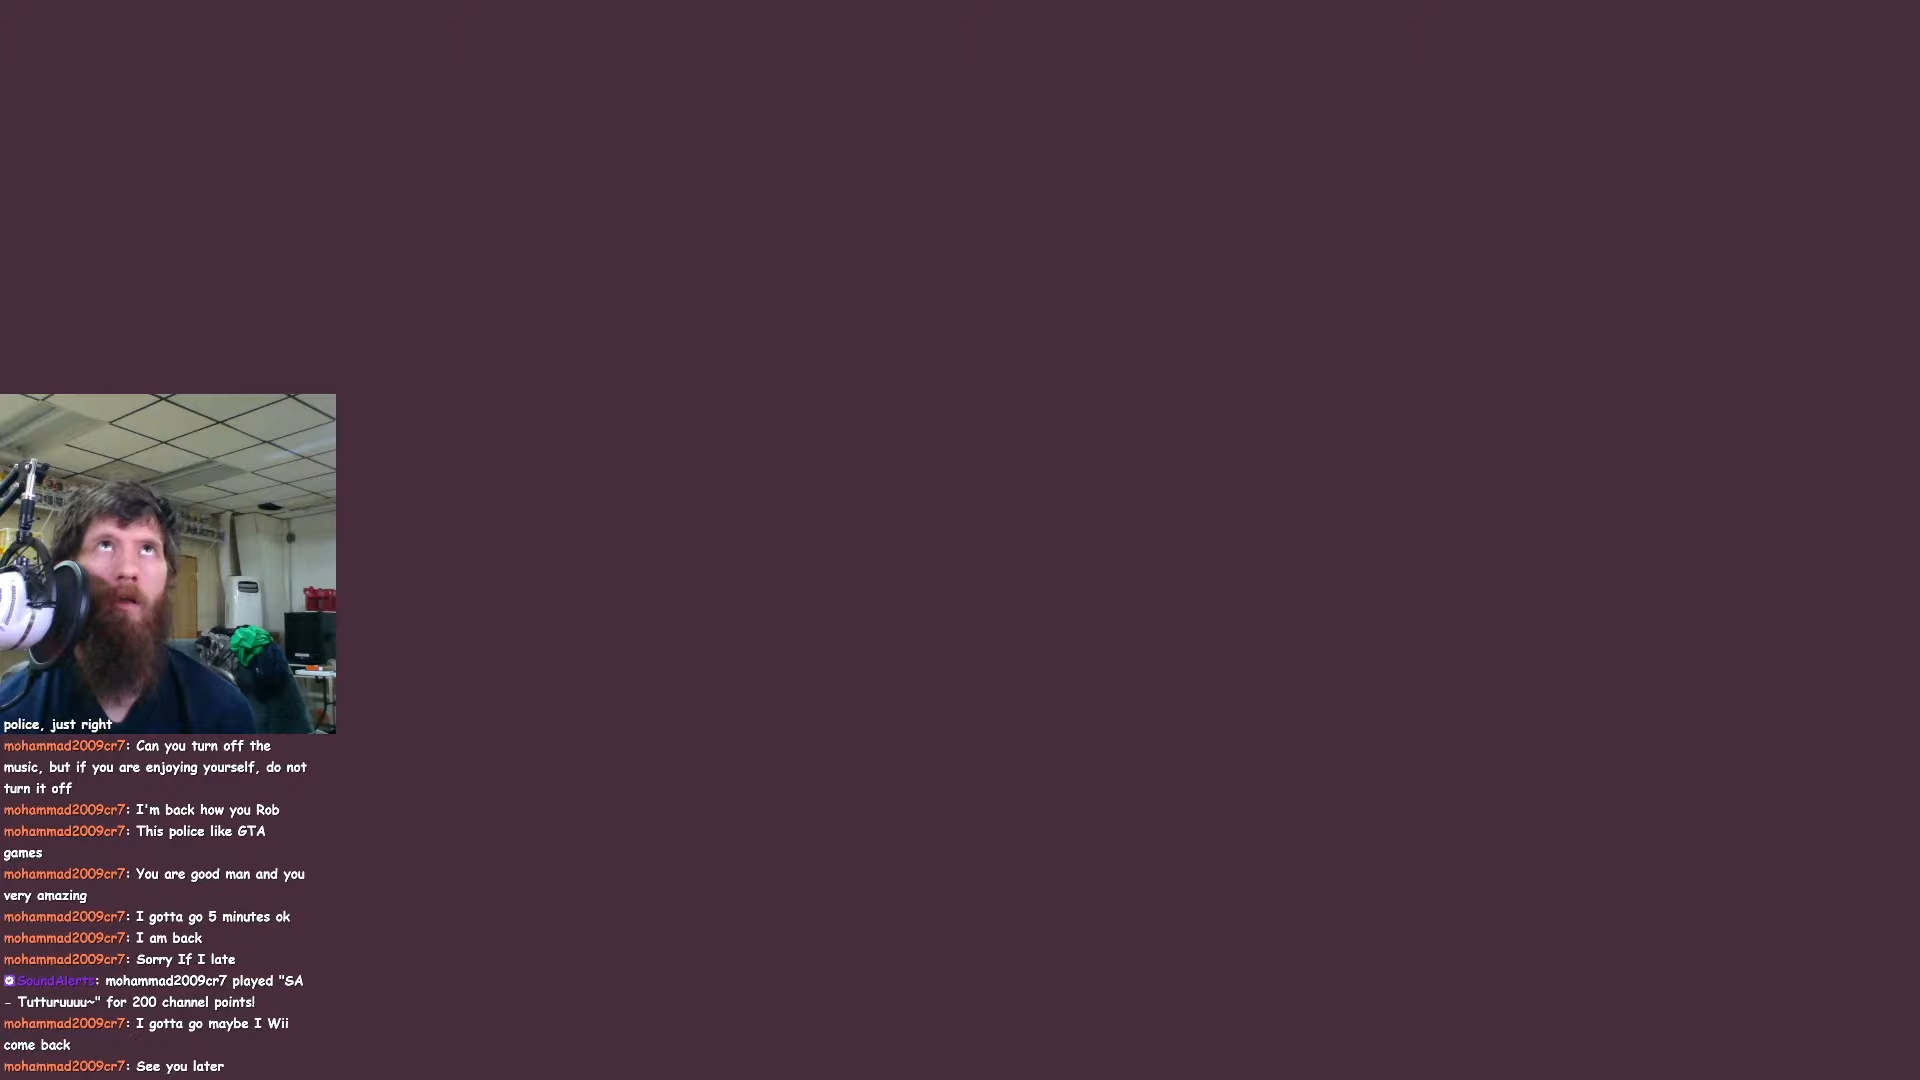 police, just right
mohammad2009cr7: Can you turn off the
music, but if you are enjoying yourself, do not
turn it off
mohammad2009cr7: I'm back how you Rob
mohammad2009cr7: This police like GTA
games
mohammad2009cr7: You are good man and you
very amazing
mohammad2009cr7: I gotta go 5 minutes ok
mohammad2009cr7: I am back
mohammad2009cr7: Sorry If I late
SoundAlerts: mohammad2009cr7 played "SA
- Tutturuuuu~" for 200 channel points!
mohammad2009cr7: I gotta go maybe I Wii
come back
mohammad2009cr7: See you later